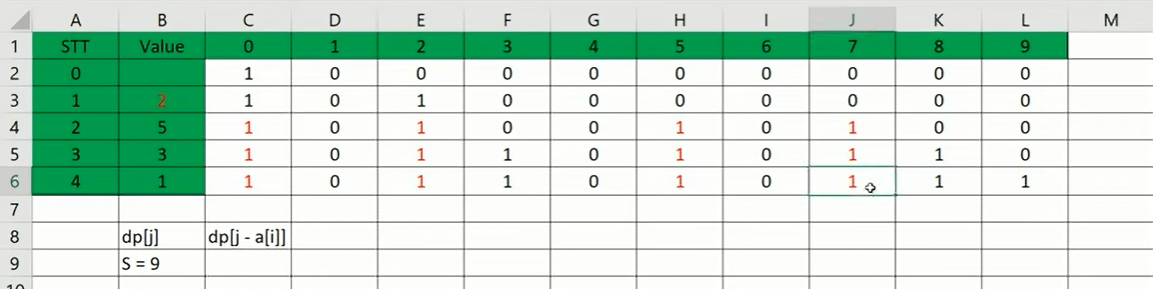 A B C D E F G H I J K L M
1 STT Value 0 1 2 3 4 5 6 7 8 9
2 0 1 0 0 0 0 0 0 0 0 0
3 1 2 1 0 1 0 0 0 0 0 0 0
4 2 5 1 0 1 0 0 1 0 1 0 0
5 3 3 1 0 1 1 0 1 0 1 1 0
6 4 1 1 0 1 1 0 1 0 1 1 1
7
8 dp[j] dp[j - a[i]]
9 S = 9
10